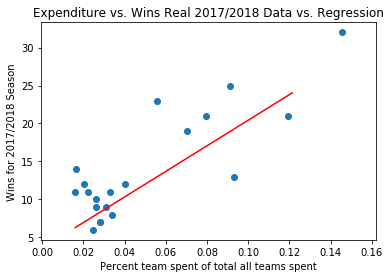 Expenditure vs. Wins Real 2017/2018 Data vs. Regression
Wins for 2017/2018 Season
30
25
20
15
10
5
0.00 0.02 0.04 0.06 0.08 0.10 0.12 0.14 0.16
Percent team spent of total all teams spent